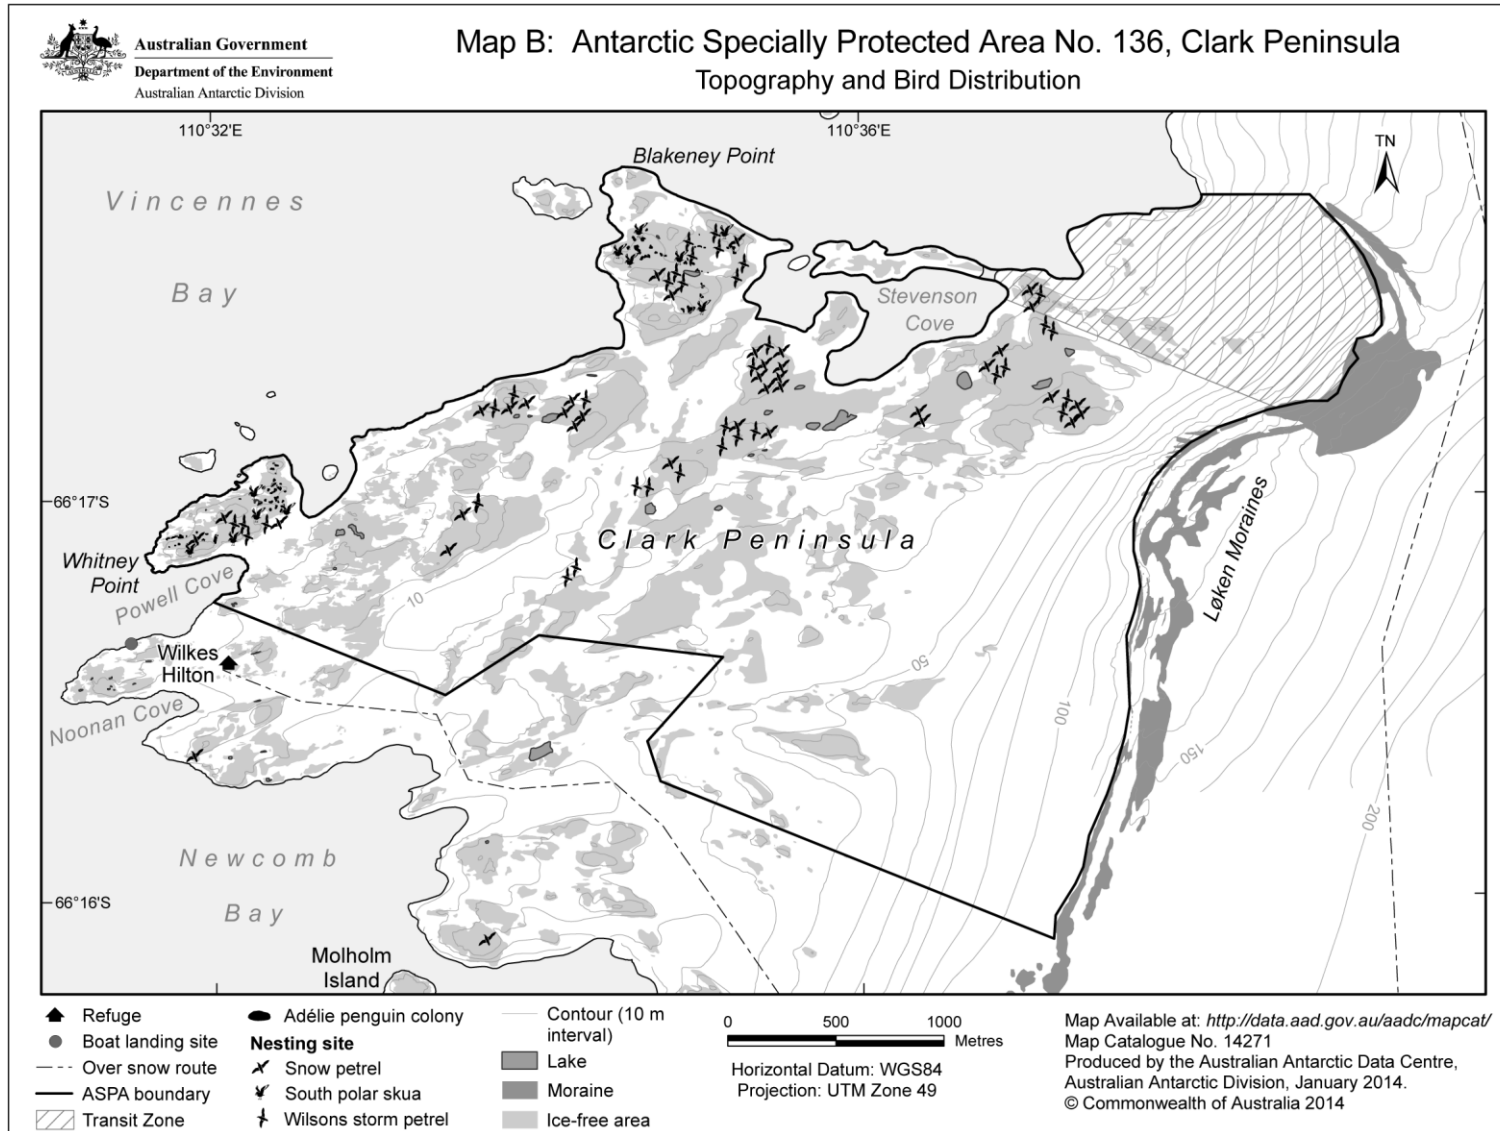 Australian Government
Department of the Environment
Australian Antarctic Division
Map B: Antarctic Specially Protected Area No. 136, Clark Peninsula
Topography and Bird Distribution
110°32'E
110°36'E
TN
Blakeney Point
Vincennes
Bay
Stevenson
Cove
66°17'S
Whitney
Point
Powell Cove
Clark Peninsula
Løken Moraines
10
Wilkes
Hilton
50
Noonan Cove
100
150
200
Newcomb
Bay
66°16'S
Molholm
Island
Refuge
Boat landing site
Over snow route
ASPA boundary
Transit Zone
Adélie penguin colony
Nesting site
Snow petrel
South polar skua
Wilsons storm petrel
Contour (10 m
interval)
Lake
Moraine
Ice-free area
0 500 1000
Metres
Horizontal Datum: WGS84
Projection: UTM Zone 49
Map Available at: http://data.aad.gov.au/aadc/mapcat/
Map Catalogue No. 14271
Produced by the Australian Antarctic Data Centre,
Australian Antarctic Division, January 2014.
© Commonwealth of Australia 2014